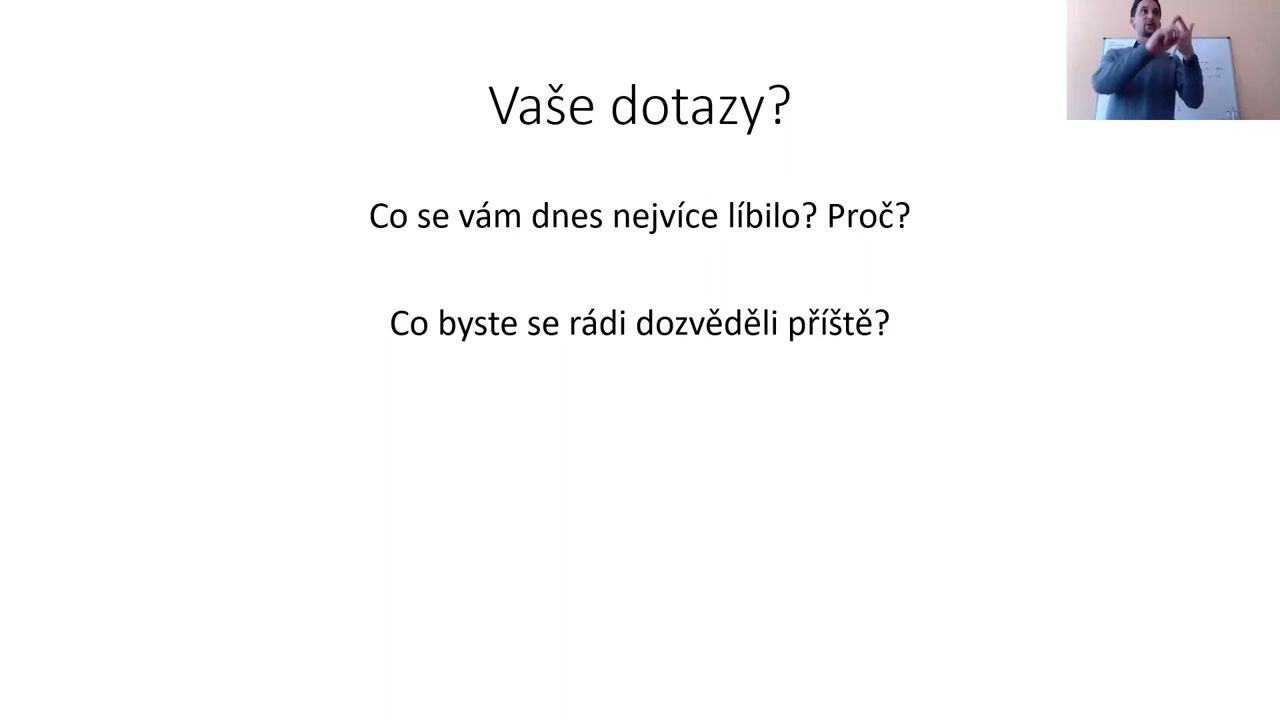 Vaše dotazy?
Co se vám dnes nejvíce líbilo? Proč?
Co byste se rádi dozvěděli příště?